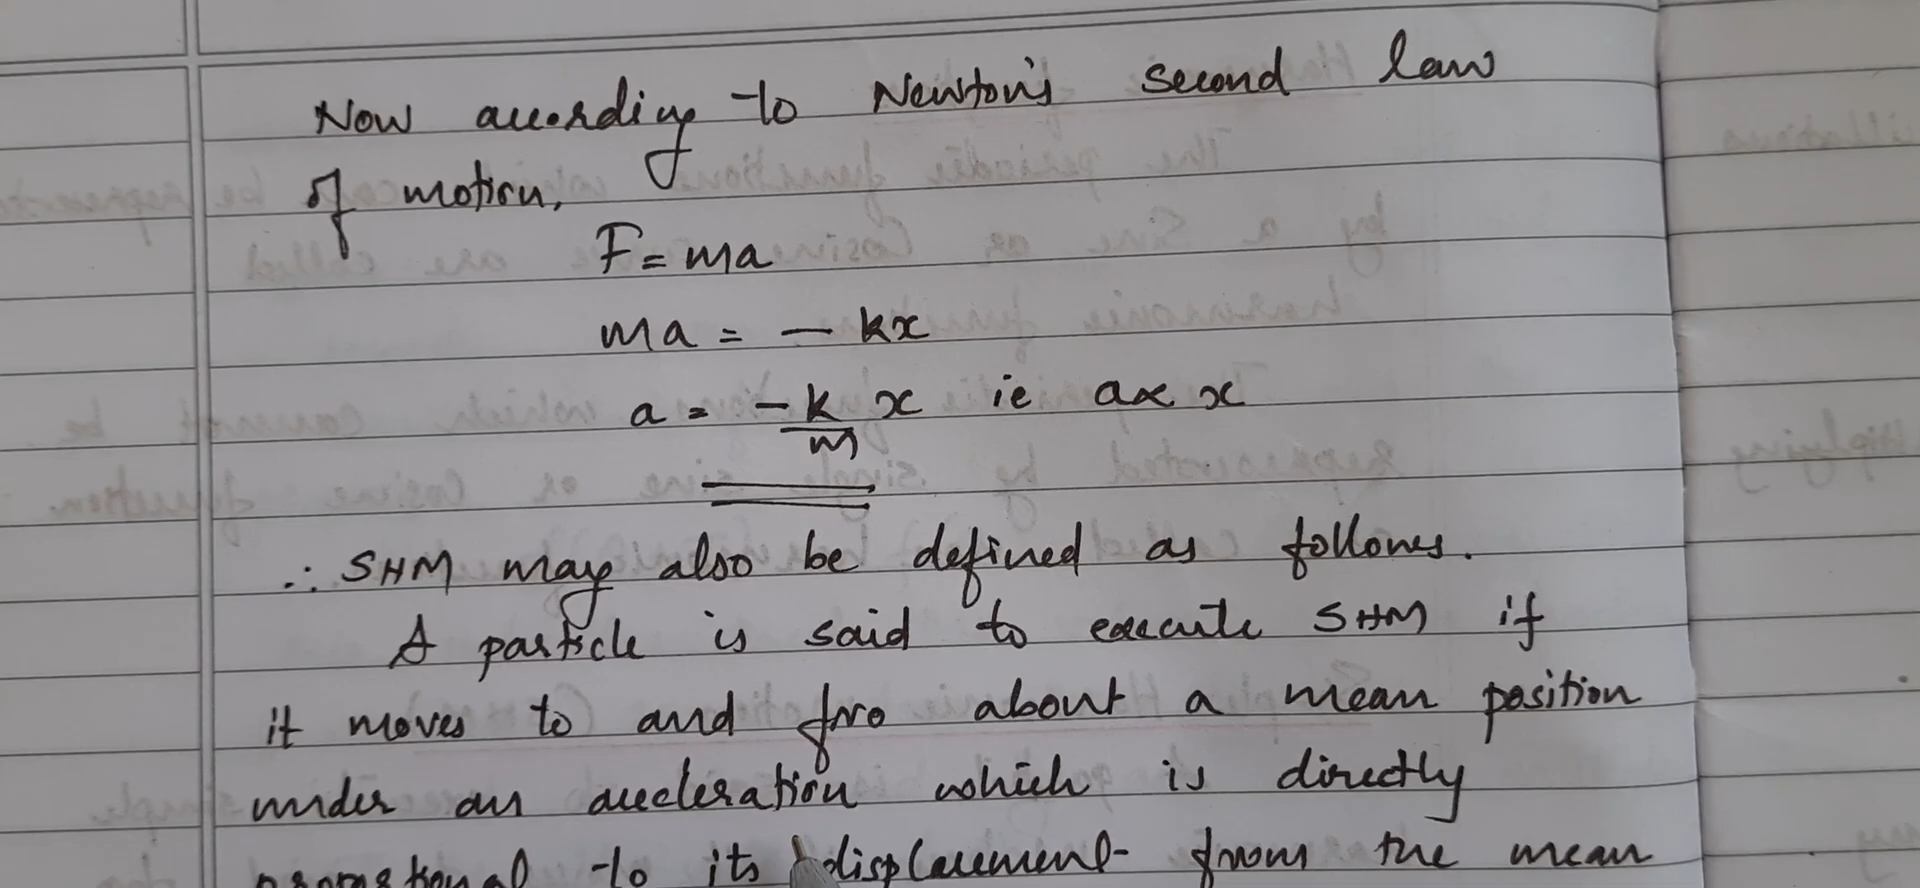 Now according to Newton's second law
of motion,
F = ma
ma = - kx
a = - k/m x ie a ∝ x
∴ SHM may also be defined as follows.
A particle is said to execute SHM if
it moves to and fro about a mean position
under an acceleration which is directly
proportional to its displacement from the mean